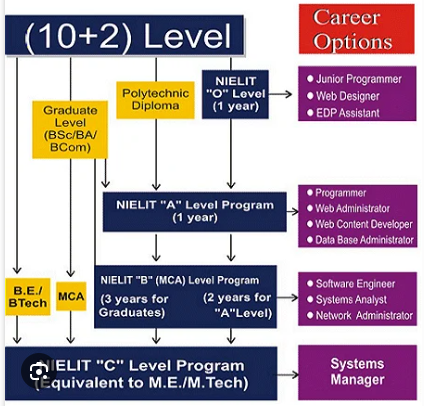 (10+2) Level
Career
Options
NIELIT
"O" Level
(1 year)
Junior Programmer
Web Designer
EDP Assistant
Polytechnic
Diploma
Graduate
Level
(BSc/BA/
BCom)
NIELIT "A" Level Program
(1 year)
Programmer
Web Administrator
Web Content Developer
Data Base Administrator
B.E./
BTech
MCA
NIELIT "B" (MCA) Level Program
(3 years for
Graduates)
(2 years for
"A"Level)
Software Engineer
Systems Analyst
Network Administrator
NIELIT "C" Level Program
(Equivalent to M.E./M.Tech)
Systems
Manager